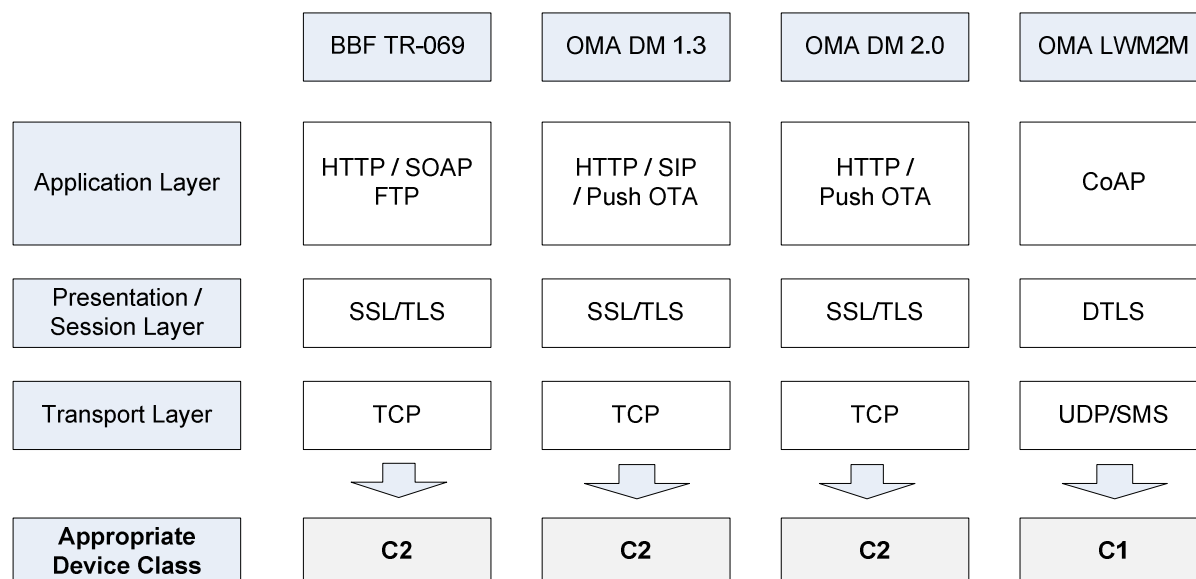 BBF TR-069
OMA DM 1.3
OMA DM 2.0
OMA LWM2M
Application Layer
HTTP / SOAP
FTP
HTTP / SIP
/ Push OTA
HTTP /
Push OTA
CoAP
Presentation /
Session Layer
SSL/TLS
SSL/TLS
SSL/TLS
DTLS
Transport Layer
TCP
TCP
TCP
UDP/SMS
Appropriate
Device Class
C2
C2
C2
C1